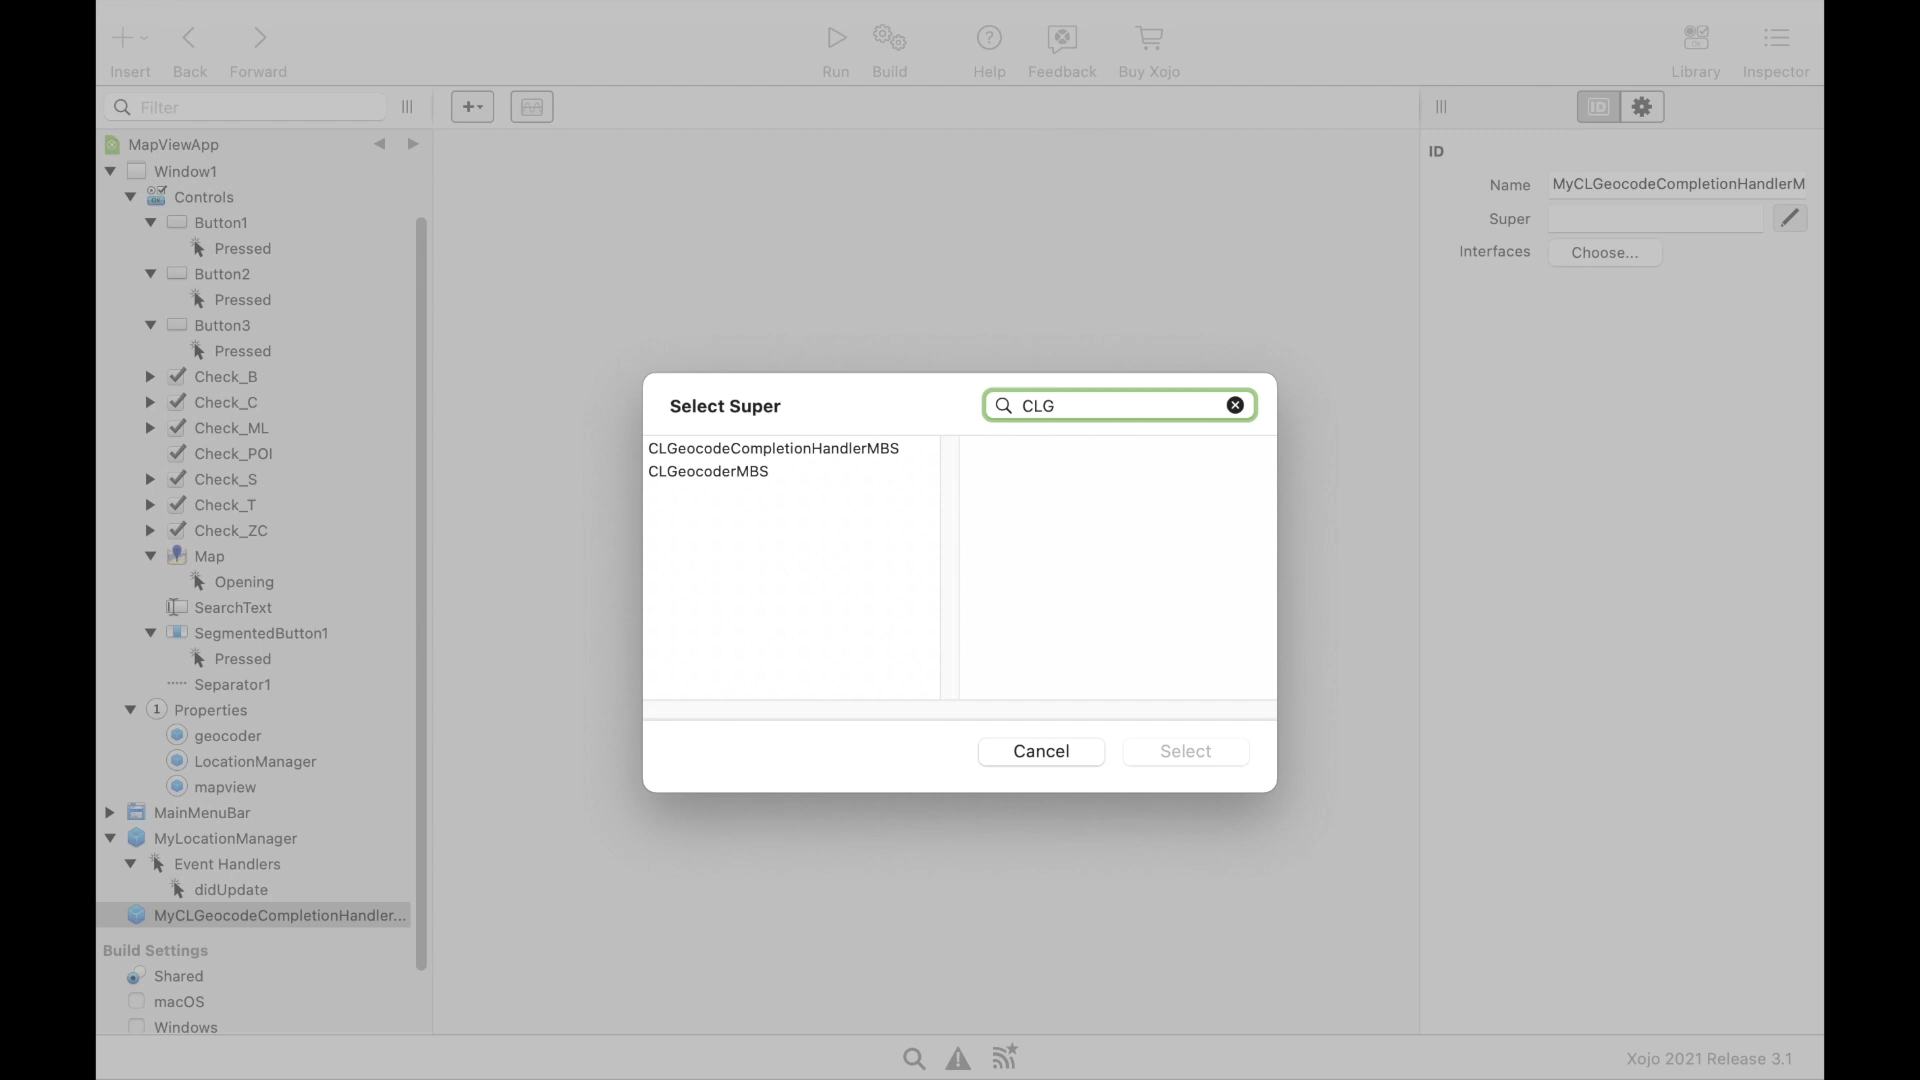 Insert
Back
Forward
Run
Build
Help
Feedback
Buy Xojo
Library
Inspector
Filter
ID
MapViewApp
Window1
Controls
Button1
Pressed
Button2
Pressed
Button3
Pressed
Check_B
Check_C
Check_ML
Check_POI
Check_S
Check_T
Check_ZC
Map
Opening
SearchText
SegmentedButton1
Pressed
Separator1
1 Properties
geocoder
LocationManager
mapview
MainMenuBar
MyLocationManager
Event Handlers
didUpdate
MyCLGeocodeCompletionHandler...
Build Settings
Shared
macOS
Windows
Select Super
CLG
CLGeocodeCompletionHandlerMBS
CLGeocoderMBS
Cancel
Select
ID
Name MyCLGeocodeCompletionHandlerM
Super
Interfaces Choose...
Xojo 2021 Release 3.1